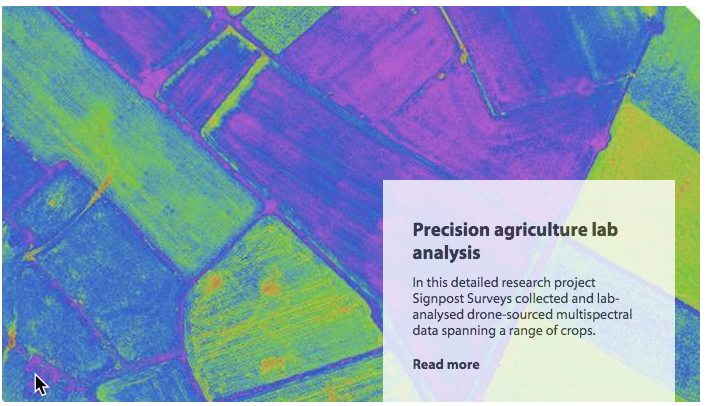 Precision agriculture lab
analysis
In this detailed research project
Signpost Surveys collected and lab-
analysed drone-sourced multispectral
data spanning a range of crops.
Read more